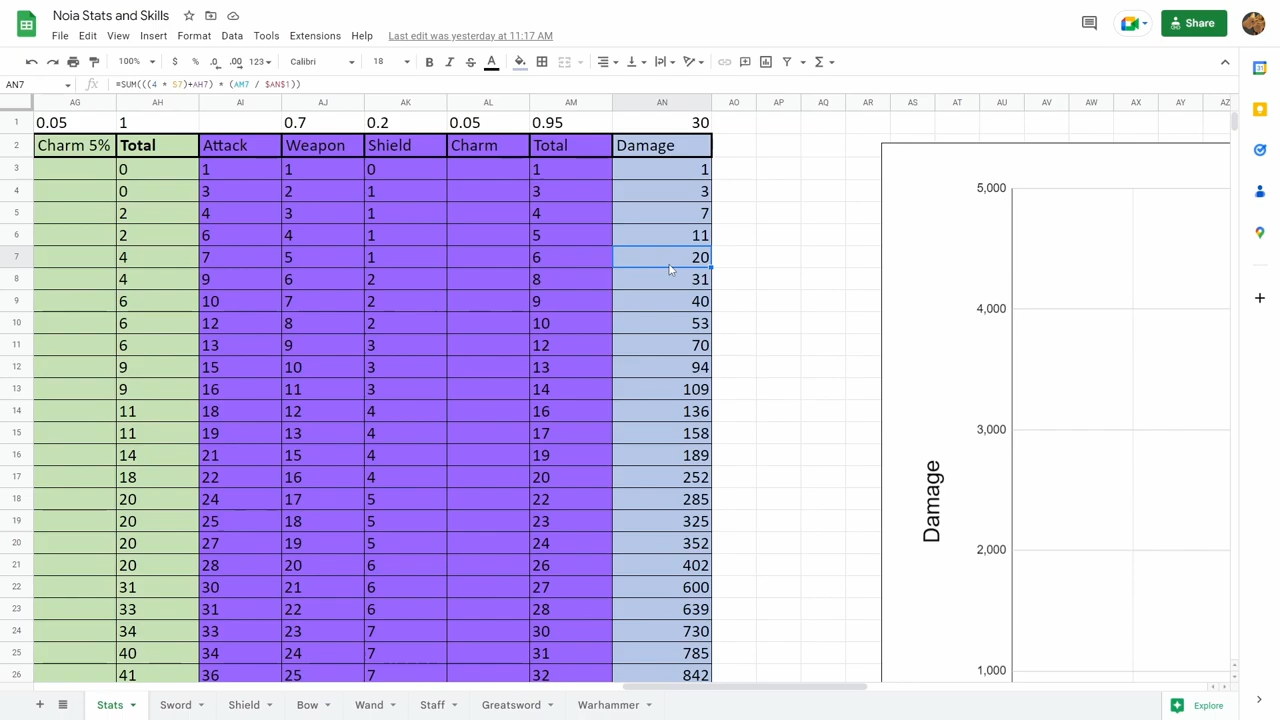 Noia Stats and Skills
File Edit View Insert Format Data Tools Extensions Help Last edit was yesterday at 11:17 AM
Share
100% $ % .0 .00 123 Calibri 18 B I S A
AN7 fx =SUM(((4 * S7)+AH7) * (AM7 / $AN$1))
AG AH AI AJ AK AL AM AN AO AP AQ AR AS AT AU AV AW AX AY AZ
1 0.05 1 0.7 0.2 0.05 0.95 30
2 Charm 5% Total Attack Weapon Shield Charm Total Damage
3 0 1 1 0 1 1
4 0 3 2 1 3 3
5 2 4 3 1 4 7
6 2 6 4 1 5 11
7 4 7 5 1 6 20
8 4 9 6 2 8 31
9 6 10 7 2 9 40
10 6 12 8 2 10 53
11 6 13 9 3 12 70
12 9 15 10 3 13 94
13 9 16 11 3 14 109
14 11 18 12 4 16 136
15 11 19 13 4 17 158
16 14 21 15 4 19 189
17 18 22 16 4 20 252
18 20 24 17 5 22 285
19 20 25 18 5 23 325
20 20 27 19 5 24 352
21 20 28 20 6 26 402
22 31 30 21 6 27 600
23 33 31 22 6 28 639
24 34 33 23 7 30 730
25 40 34 24 7 31 785
26 41 36 25 7 32 842
Damage
5,000
4,000
3,000
2,000
1,000
Stats Sword Shield Bow Wand Staff Greatsword Warhammer Explore